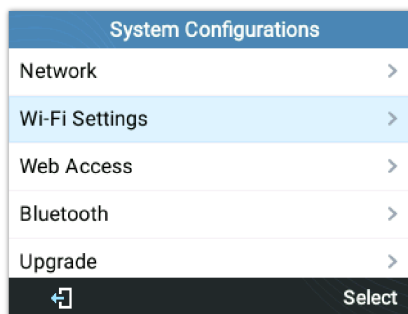 System Configurations
Network
Wi-Fi Settings
Web Access
Bluetooth
Upgrade
Select